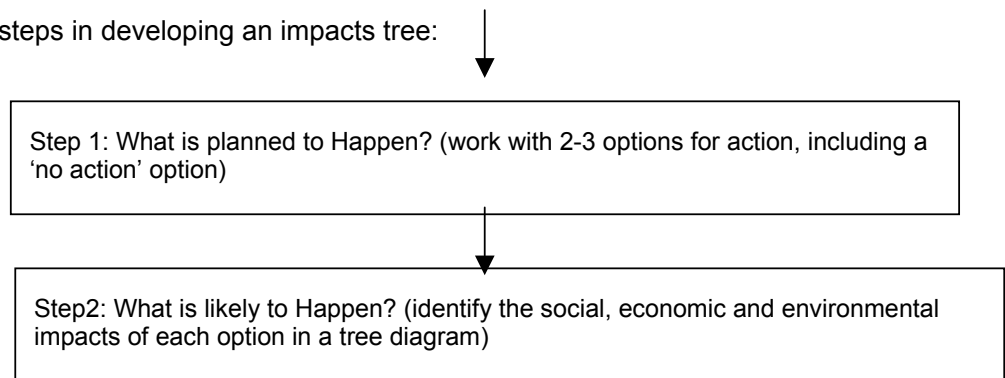 steps in developing an impacts tree:
Step 1: What is planned to Happen? (work with 2-3 options for action, including a
‘no action’ option)
Step2: What is likely to Happen? (identify the social, economic and environmental
impacts of each option in a tree diagram)